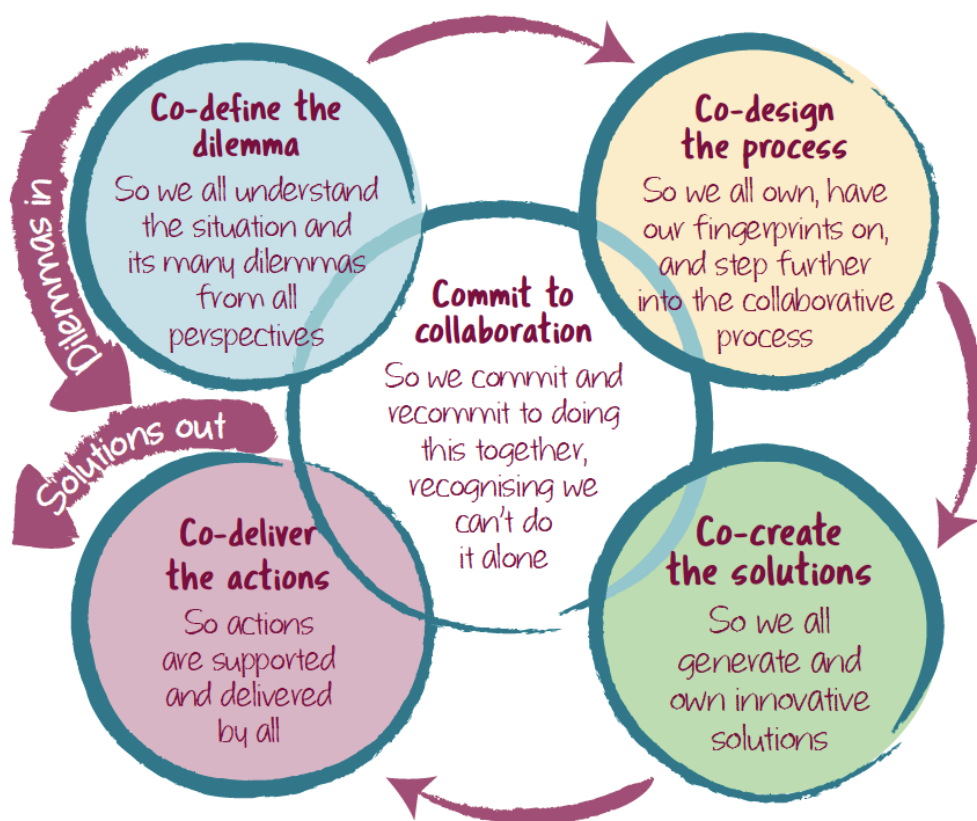 Dilemmas in
Co-define the
dilemma
So we all understand
the situation and
its many dilemmas
from all
perspectives
Co-design
the process
So we all own, have
our fingerprints on,
and step further
into the collaborative
process
Commit to
collaboration
So we commit and
recommit to doing
this together,
recognising we
can't do
it alone
Co-create
the solutions
So we all
generate and
own innovative
solutions
Co-deliver
the actions
So actions
are supported
and delivered
by all
Solutions out